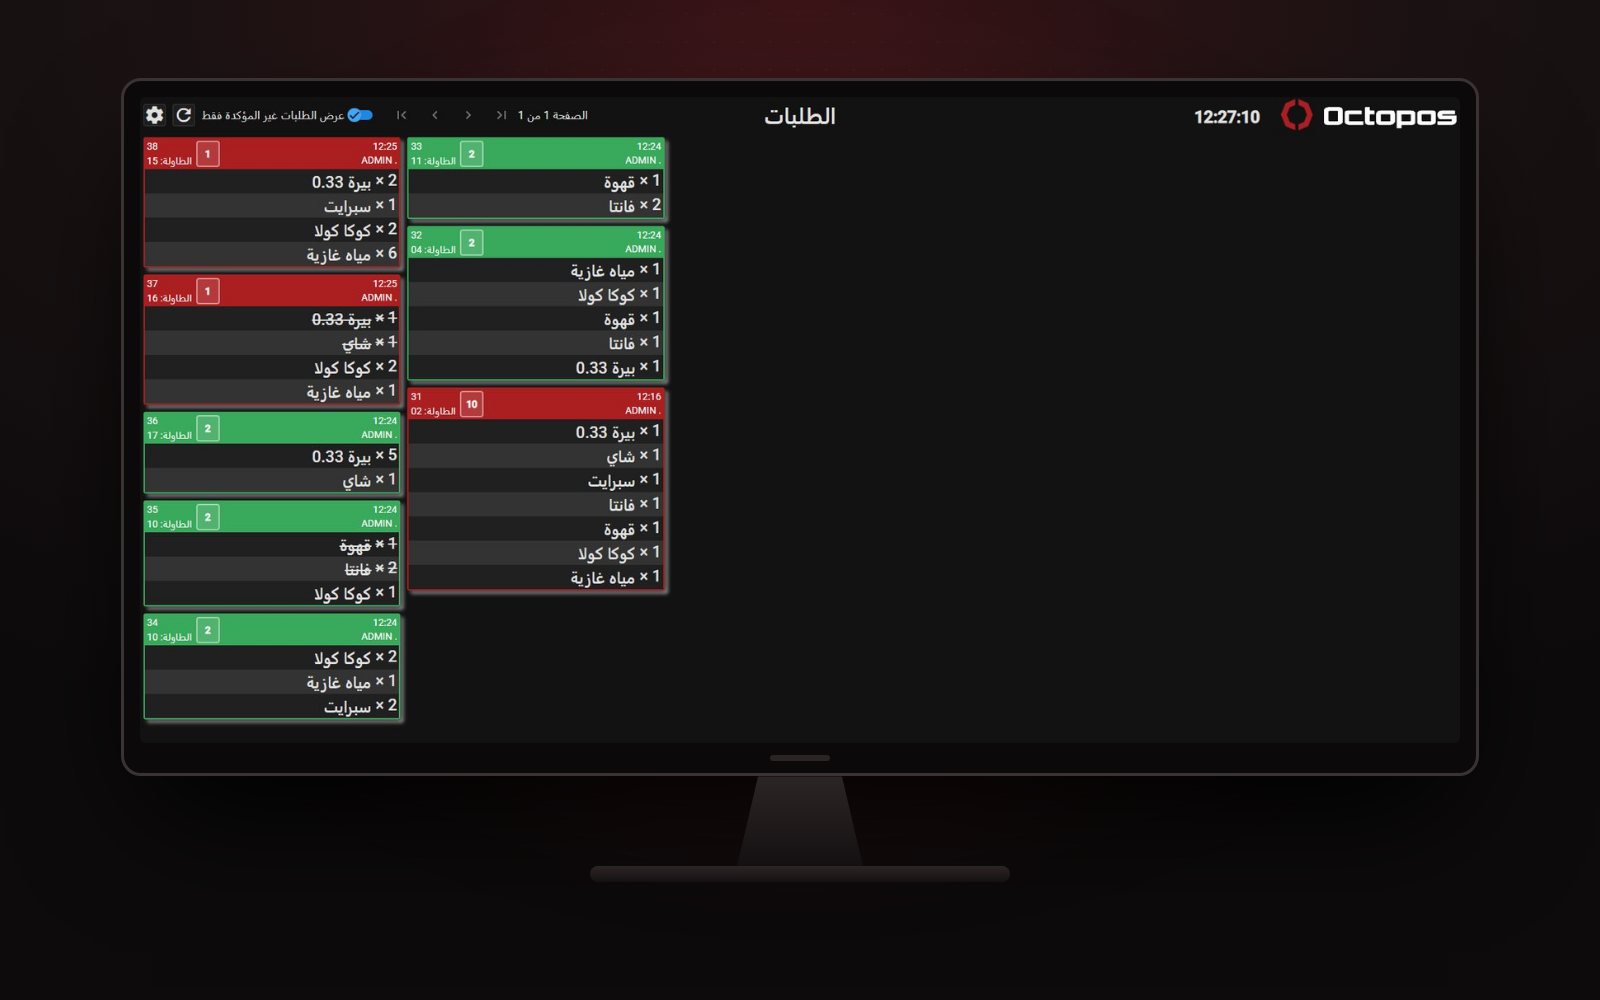 عرض الطلبات غير المؤكدة فقط
الصفحة 1 من 1
الطلبات
12:27:10
Octopos
38
12:25
الطاولة: 15
1
ADMIN .
2 × بيرة 0.33
1 × سبرايت
2 × كوكا كولا
6 × مياه غازية
37
12:25
الطاولة: 16
1
ADMIN .
1 × بيرة 0.33
1 × شاي
2 × كوكا كولا
1 × مياه غازية
36
12:24
الطاولة: 17
2
ADMIN .
5 × بيرة 0.33
1 × شاي
35
12:24
الطاولة: 10
2
ADMIN .
1 × قهوة
2 × فانتا
1 × كوكا كولا
34
12:24
الطاولة: 10
2
ADMIN .
2 × كوكا كولا
1 × مياه غازية
2 × سبرايت
33
12:24
الطاولة: 11
2
ADMIN .
1 × قهوة
2 × فانتا
32
12:24
الطاولة: 04
2
ADMIN .
1 × مياه غازية
1 × كوكا كولا
1 × قهوة
1 × فانتا
1 × بيرة 0.33
31
12:16
الطاولة: 02
10
ADMIN .
1 × بيرة 0.33
1 × شاي
1 × سبرايت
1 × فانتا
1 × قهوة
1 × كوكا كولا
1 × مياه غازية